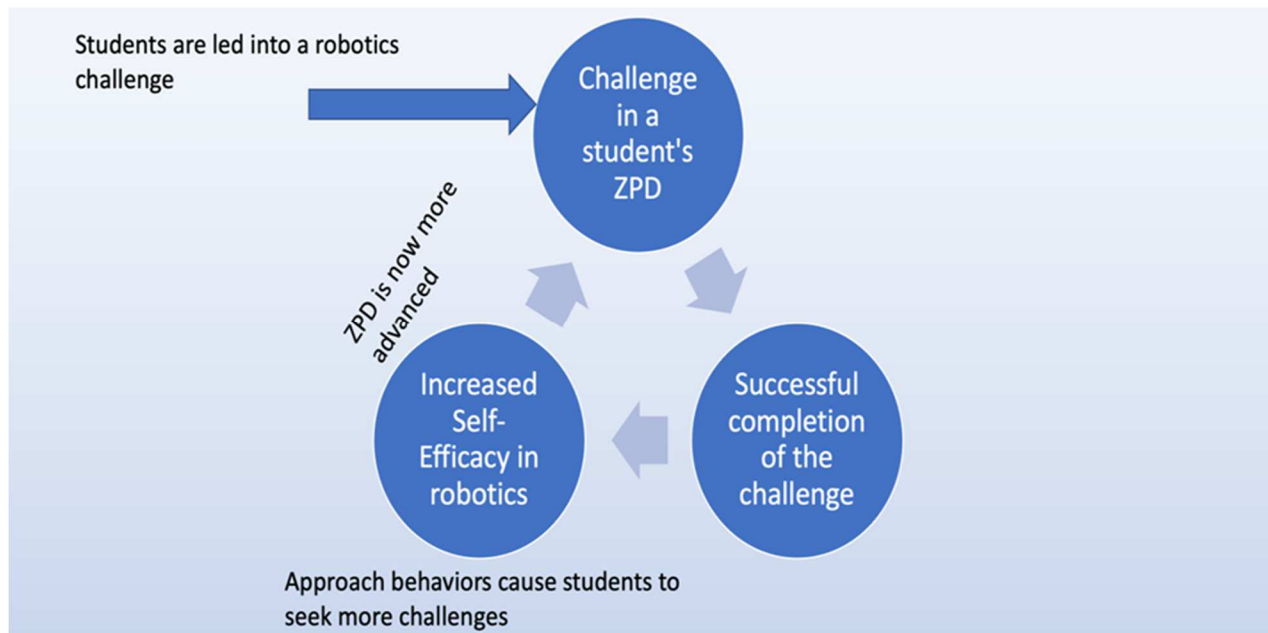 Students are led into a robotics
challenge
Challenge
in a
student's
ZPD
ZPD is now more
advanced
Increased
Self-
Efficacy in
robotics
Successful
completion
of the
challenge
Approach behaviors cause students to
seek more challenges